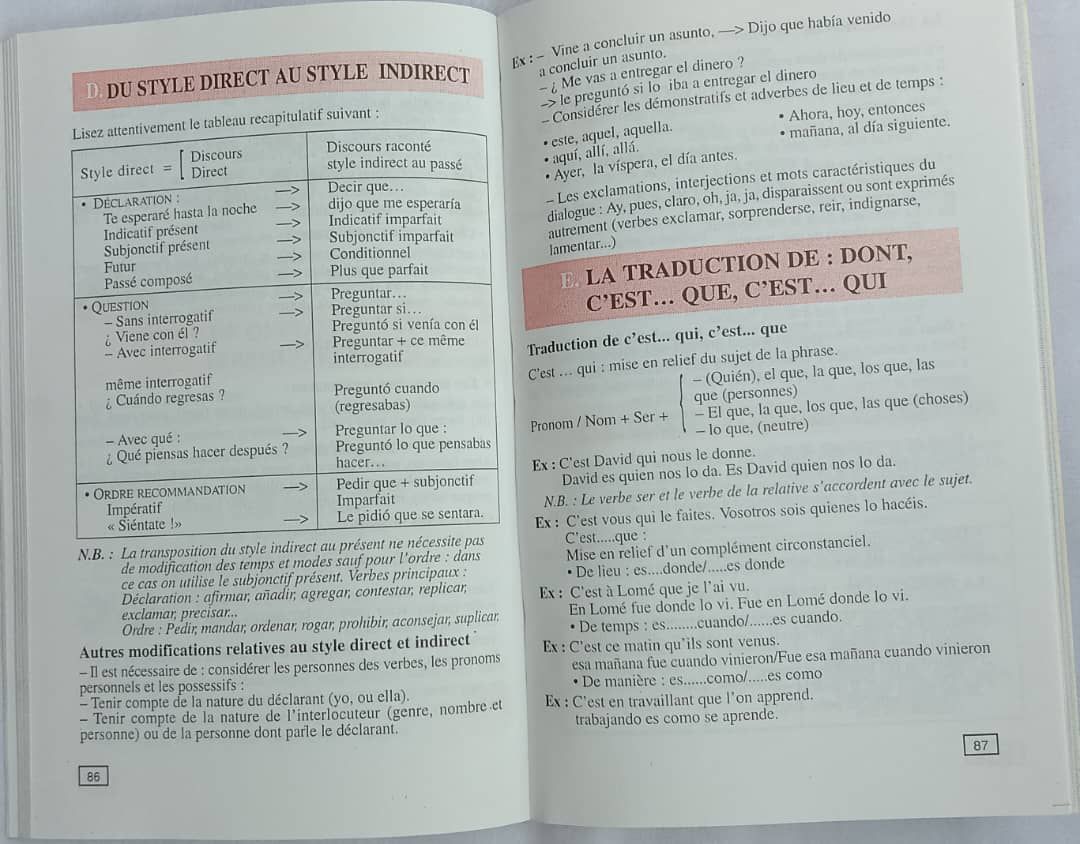 D. DU STYLE DIRECT AU STYLE INDIRECT
Lisez attentivement le tableau recapitulatif suivant :
Style direct = [ Discours Direct
Discours raconté
style indirect au passé
• DÉCLARATION : —> Decir que…
Te esperaré hasta la noche —> dijo que me esperaría
Indicatif présent —> Indicatif imparfait
Subjonctif présent —> Subjonctif imparfait
Futur —> Conditionnel
Passé composé —> Plus que parfait
• QUESTION —> Preguntar…
– Sans interrogatif —> Preguntar si…
¿ Viene con él ? Preguntó si venía con él
– Avec interrogatif —> Preguntar + ce même
interrogatif
même interrogatif
¿ Cuándo regresas ? Preguntó cuando
(regresabas)
– Avec qué : —> Preguntar lo que :
¿ Qué piensas hacer después ? Preguntó lo que pensabas
hacer…
• ORDRE RECOMMANDATION —> Pedir que + subjonctif
Impératif Imparfait
« Siéntate !» —> Le pidió que se sentara.
N.B. : La transposition du style indirect au présent ne nécessite pas
de modification des temps et modes sauf pour l'ordre : dans
ce cas on utilise le subjonctif présent. Verbes principaux :
Déclaration : afirmar, añadir, agregar, contestar, replicar,
exclamar, precisar...
Ordre : Pedir, mandar, ordenar, rogar, prohibir, aconsejar, suplicar.
Autres modifications relatives au style direct et indirect
– Il est nécessaire de : considérer les personnes des verbes, les pronoms
personnels et les possessifs :
– Tenir compte de la nature du déclarant (yo, ou ella).
– Tenir compte de la nature de l'interlocuteur (genre, nombre et
personne) ou de la personne dont parle le déclarant.
86
Ex : – Vine a concluir un asunto, —> Dijo que había venido
a concluir un asunto.
– ¿ Me vas a entregar el dinero ?
–> le preguntó si lo iba a entregar el dinero
– Considérer les démonstratifs et adverbes de lieu et de temps :
• este, aquel, aquella. • Ahora, hoy, entonces
• aquí, allí, allá. • mañana, al día siguiente.
• Ayer, la víspera, el día antes.
– Les exclamations, interjections et mots caractéristiques du
dialogue : Ay, pues, claro, oh, ja, ja, disparaissent ou sont exprimés
autrement (verbes exclamar, sorprenderse, reir, indignarse,
lamentar...)
E. LA TRADUCTION DE : DONT,
C'EST… QUE, C'EST… QUI
Traduction de c'est... qui, c'est... que
C'est … qui : mise en relief du sujet de la phrase.
– (Quién), el que, la que, los que, las
que (personnes)
Pronom / Nom + Ser + – El que, la que, los que, las que (choses)
– lo que, (neutre)
Ex : C'est David qui nous le donne.
David es quien nos lo da. Es David quien nos lo da.
N.B. : Le verbe ser et le verbe de la relative s'accordent avec le sujet.
Ex : C'est vous qui le faites. Vosotros sois quienes lo hacéis.
C'est.....que :
Mise en relief d'un complément circonstanciel.
• De lieu : es....donde/.....es donde
Ex : C'est à Lomé que je l'ai vu.
En Lomé fue donde lo vi. Fue en Lomé donde lo vi.
• De temps : es........cuando/......es cuando.
Ex : C'est ce matin qu'ils sont venus.
esa mañana fue cuando vinieron/Fue esa mañana cuando vinieron
• De manière : es......como/.....es como
Ex : C'est en travaillant que l'on apprend.
trabajando es como se aprende.
87